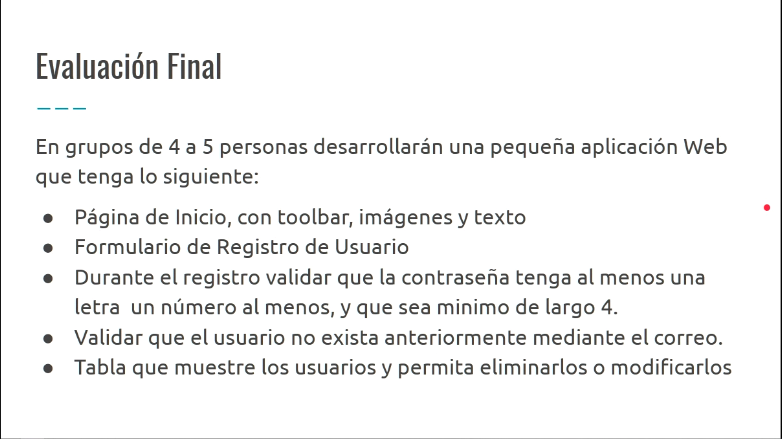 Evaluación Final
En grupos de 4 a 5 personas desarrollarán una pequeña aplicación Web
que tenga lo siguiente:
● Página de Inicio, con toolbar, imágenes y texto
● Formulario de Registro de Usuario
● Durante el registro validar que la contraseña tenga al menos una
letra  un número al menos, y que sea minimo de largo 4.
● Validar que el usuario no exista anteriormente mediante el correo.
● Tabla que muestre los usuarios y permita eliminarlos o modificarlos